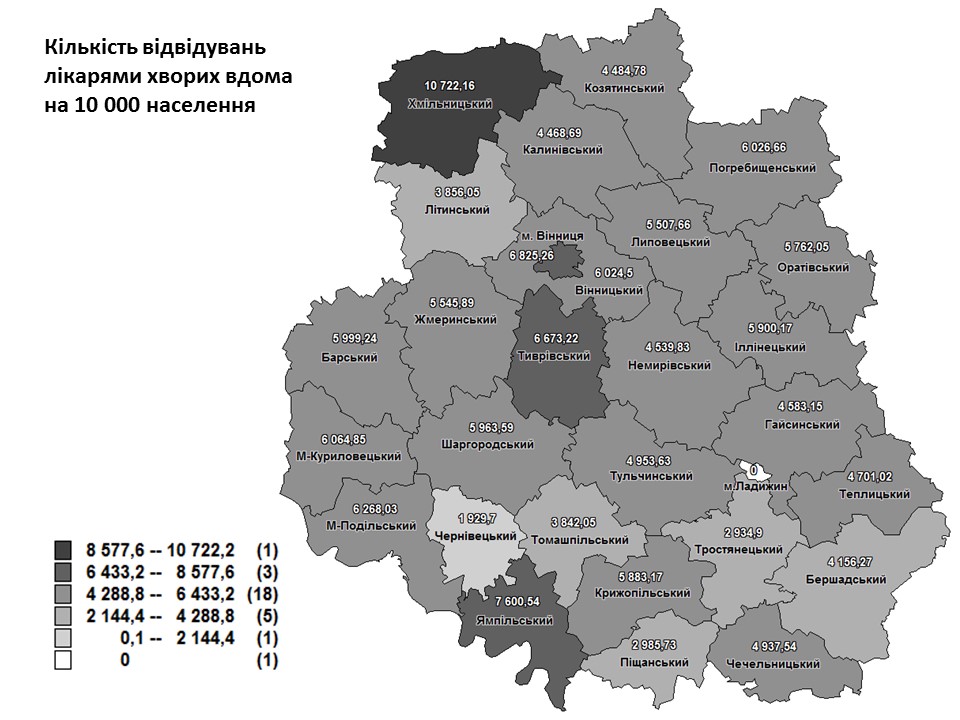 Кількість відвідувань
лікарями хворих вдома
на 10 000 населення
10 722,16
Хмільницький
4 484,78
Козятинський
4 468,69
Калинівський
6 026,66
Погребищенський
3 856,05
Літинський
5 507,66
Липовецький
м. Вінниця
6 825,26
6 024,5
Вінницький
5 762,05
Оратівський
5 545,89
Жмеринський
5 999,24
Барський
6 673,22
Тиврівський
4 539,83
Немирівський
5 900,17
Іллінецький
4 583,15
Гайсинський
5 963,59
Шаргородський
6 064,85
М-Куриловецький
4 953,63
Тульчинський
0
м.Ладижин
4 701,02
Теплицький
6 268,03
М-Подільський
1 929,7
Чернівецький
3 842,05
Томашпільський
2 934,9
Тростянецький
4 156,27
Бершадський
5 883,17
Крижопільський
7 600,54
Ямпільський
2 985,73
Піщанський
4 937,54
Чечельницький
8 577,6 -- 10 722,2 (1)
6 433,2 -- 8 577,6 (3)
4 288,8 -- 6 433,2 (18)
2 144,4 -- 4 288,8 (5)
0,1 -- 2 144,4 (1)
0 (1)